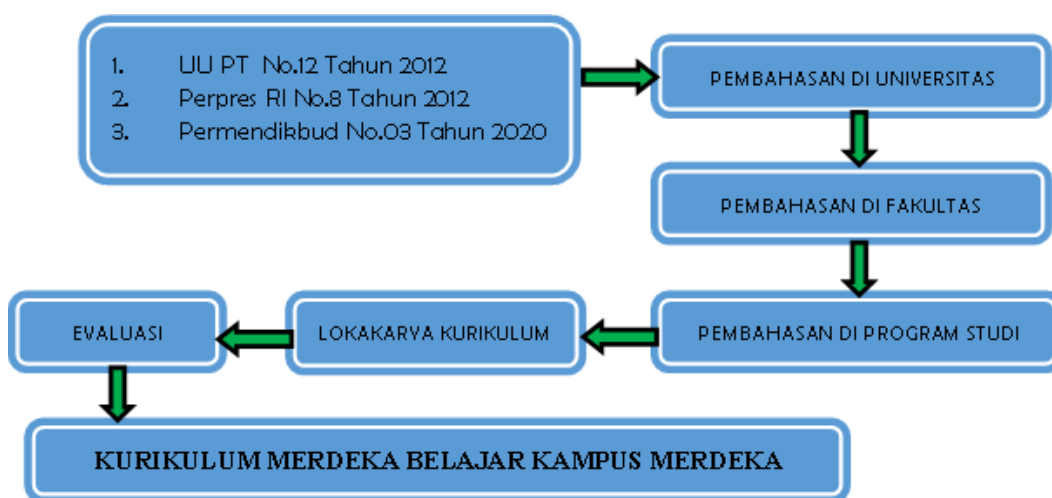 1. UU PT No.12 Tahun 2012
2. Perpres RI No.8 Tahun 2012
3. Permendikbud No.03 Tahun 2020
PEMBAHASAN DI UNIVERSITAS
PEMBAHASAN DI FAKULTAS
PEMBAHASAN DI PROGRAM STUDI
LOKAKARYA KURIKULUM
EVALUASI
KURIKULUM MERDEKA BELAJAR KAMPUS MERDEKA